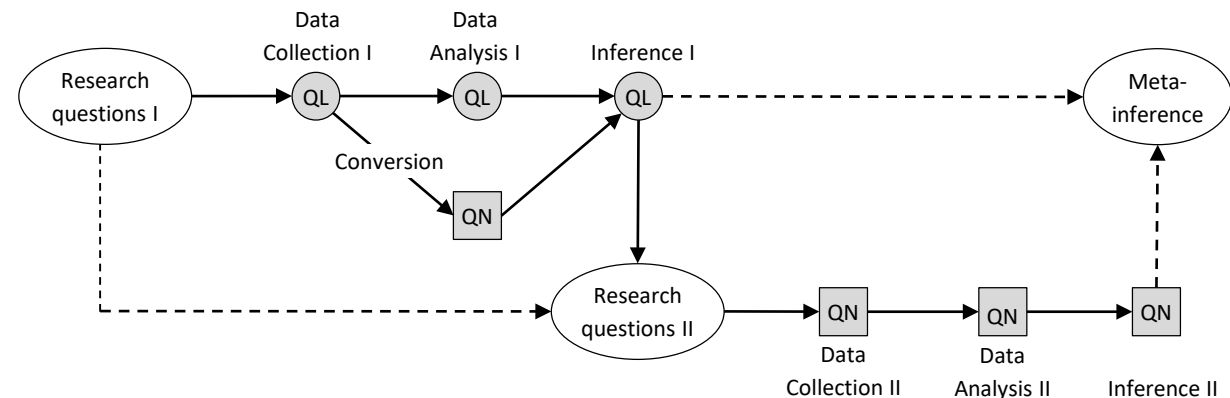 Data
Collection I
Data
Analysis I
Inference I
Research
questions I
QL
QL
QL
Meta-
inference
Conversion
QN
Research
questions II
QN
QN
QN
Data
Collection II
Data
Analysis II
Inference II